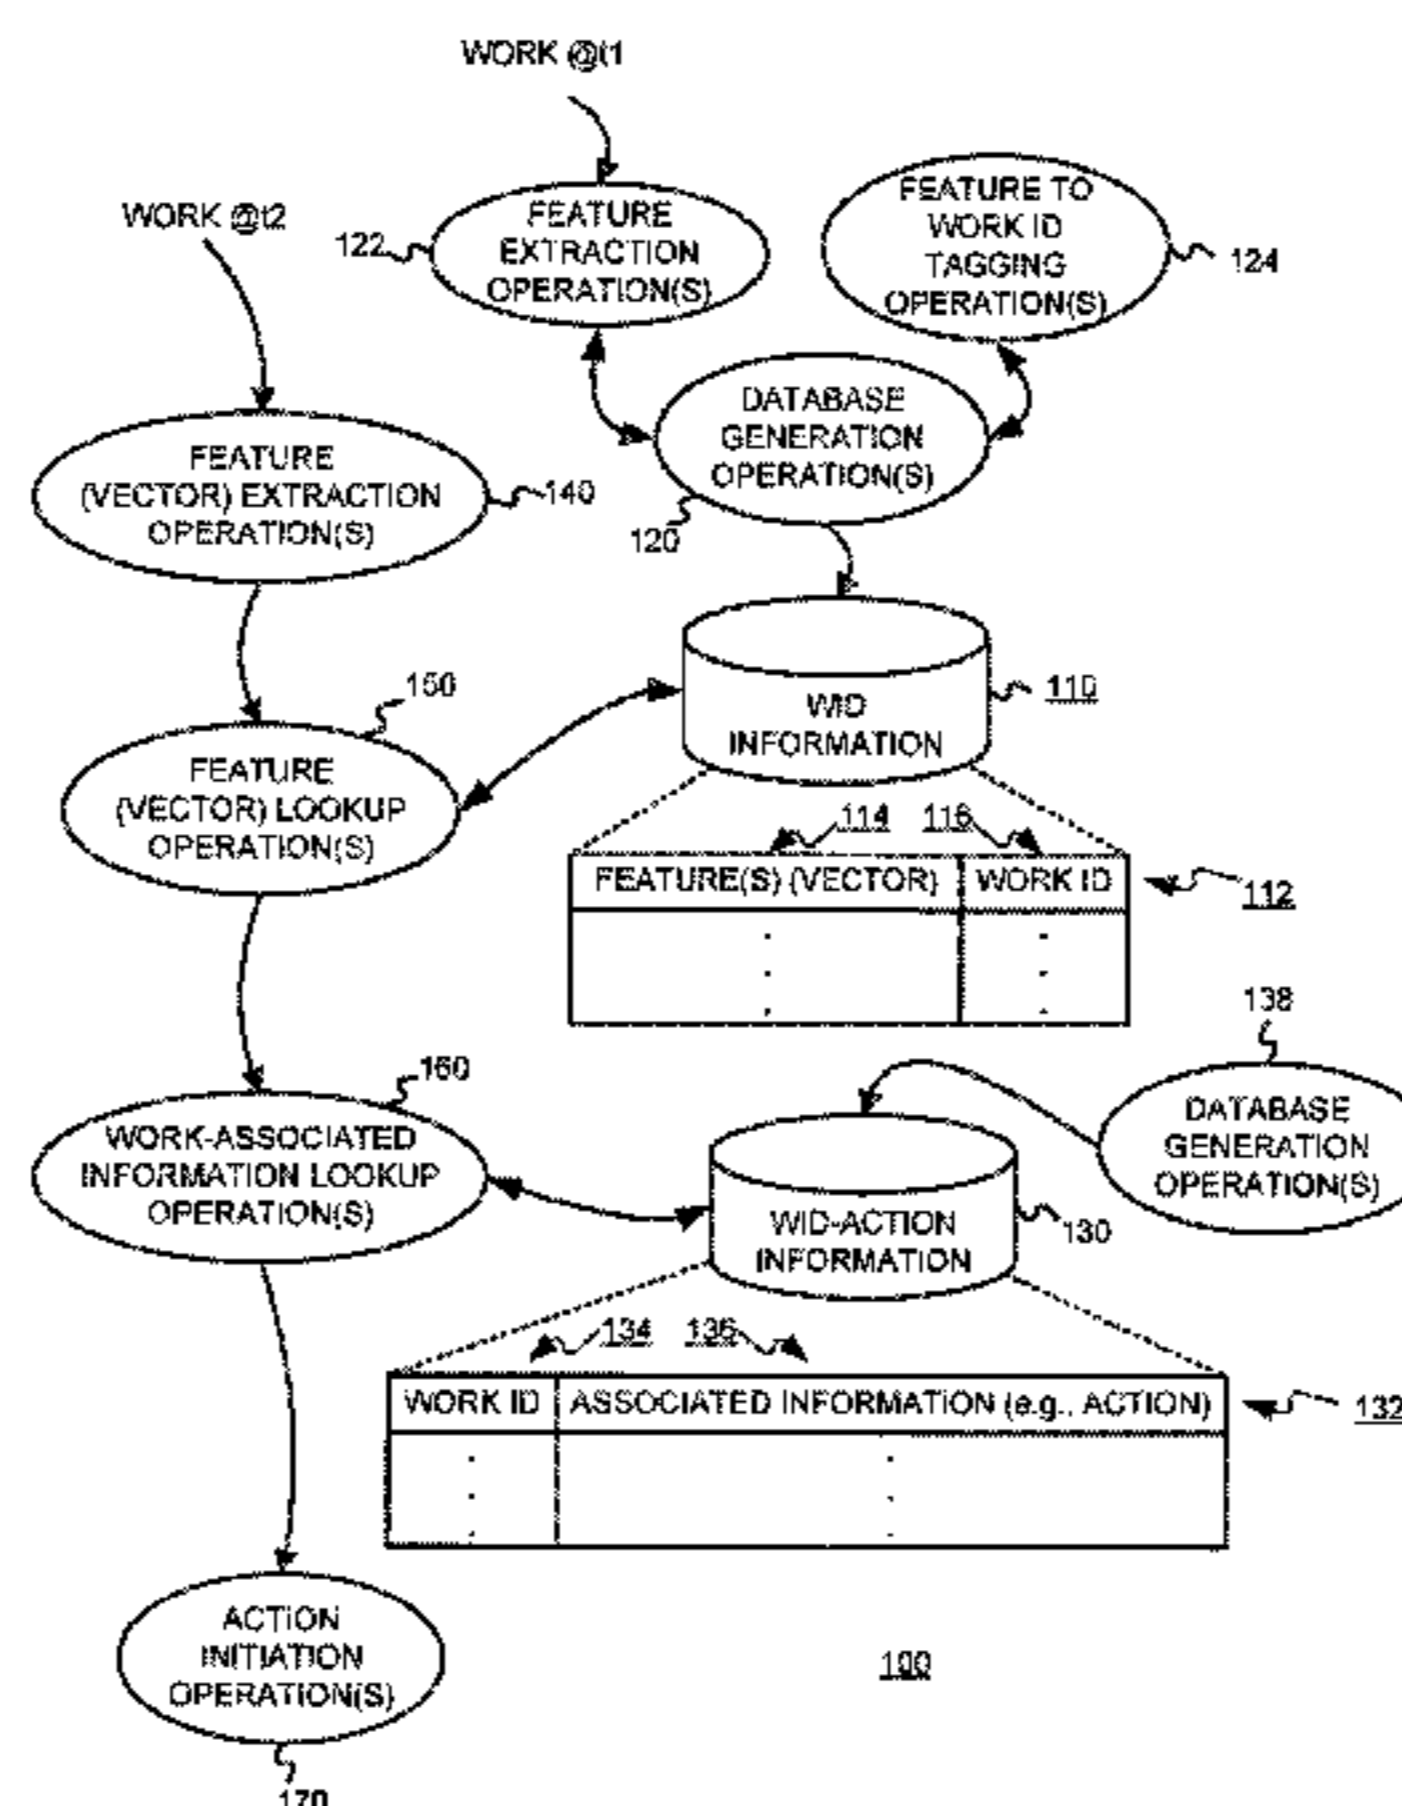 WORK @t1
WORK @t2
122
FEATURE
EXTRACTION
OPERATION(S)
FEATURE TO
WORK ID
TAGGING
OPERATION(S)
124
DATABASE
GENERATION
OPERATION(S)
120
FEATURE
(VECTOR) EXTRACTION
OPERATION(S)
140
150
WID
INFORMATION
110
FEATURE
(VECTOR) LOOKUP
OPERATION(S)
114 116
FEATURE(S) (VECTOR) WORK ID
112
138
160
WORK-ASSOCIATED
INFORMATION LOOKUP
OPERATION(S)
DATABASE
GENERATION
OPERATION(S)
WID-ACTION
INFORMATION
130
134 136
WORK ID ASSOCIATED INFORMATION (e.g., ACTION)
132
ACTION
INITIATION
OPERATION(S)
100
170